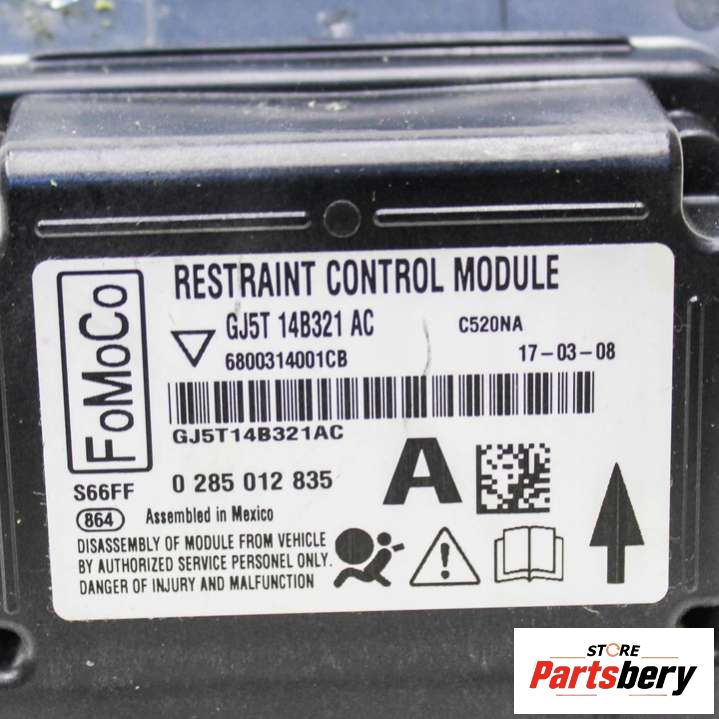 FoMoCo
RESTRAINT CONTROL MODULE
GJ5T 14B321 AC
C520NA
6800314001CB
17-03-08
GJ5T14B321AC
S66FF
0 285 012 835
A
864
Assembled in Mexico
DISASSEMBLY OF MODULE FROM VEHICLE
BY AUTHORIZED SERVICE PERSONEL ONLY.
DANGER OF INJURY AND MALFUNCTION
STORE
Partsbery